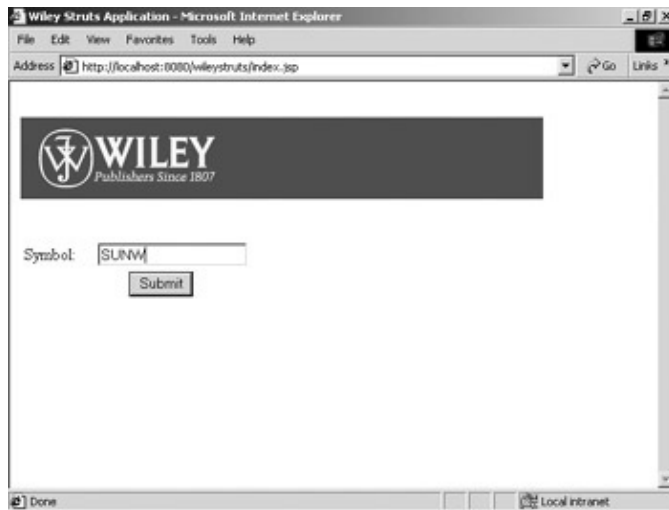 Wiley Struts Application - Microsoft Internet Explorer
File Edit View Favorites Tools Help
Address http://localhost:8080/wileystruts/index.jsp Go Links
WILEY
Publishers Since 1807
Symbol: SUNW
Submit
Done Local intranet